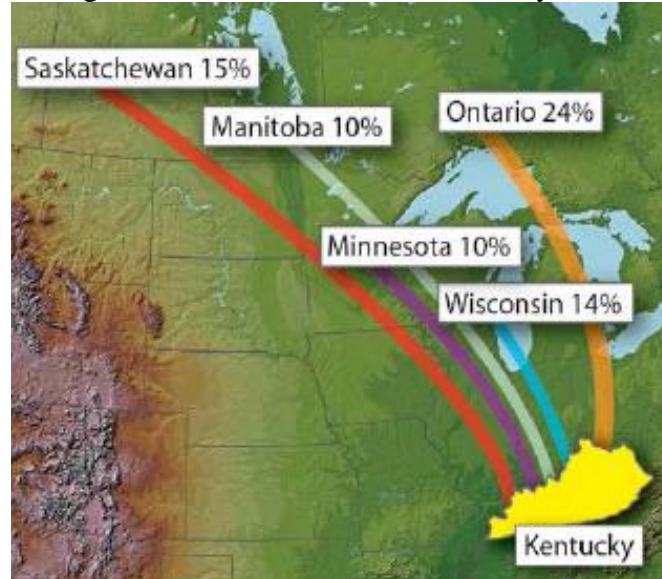 Saskatchewan 15%
Manitoba 10%
Ontario 24%
Minnesota 10%
Wisconsin 14%
Kentucky